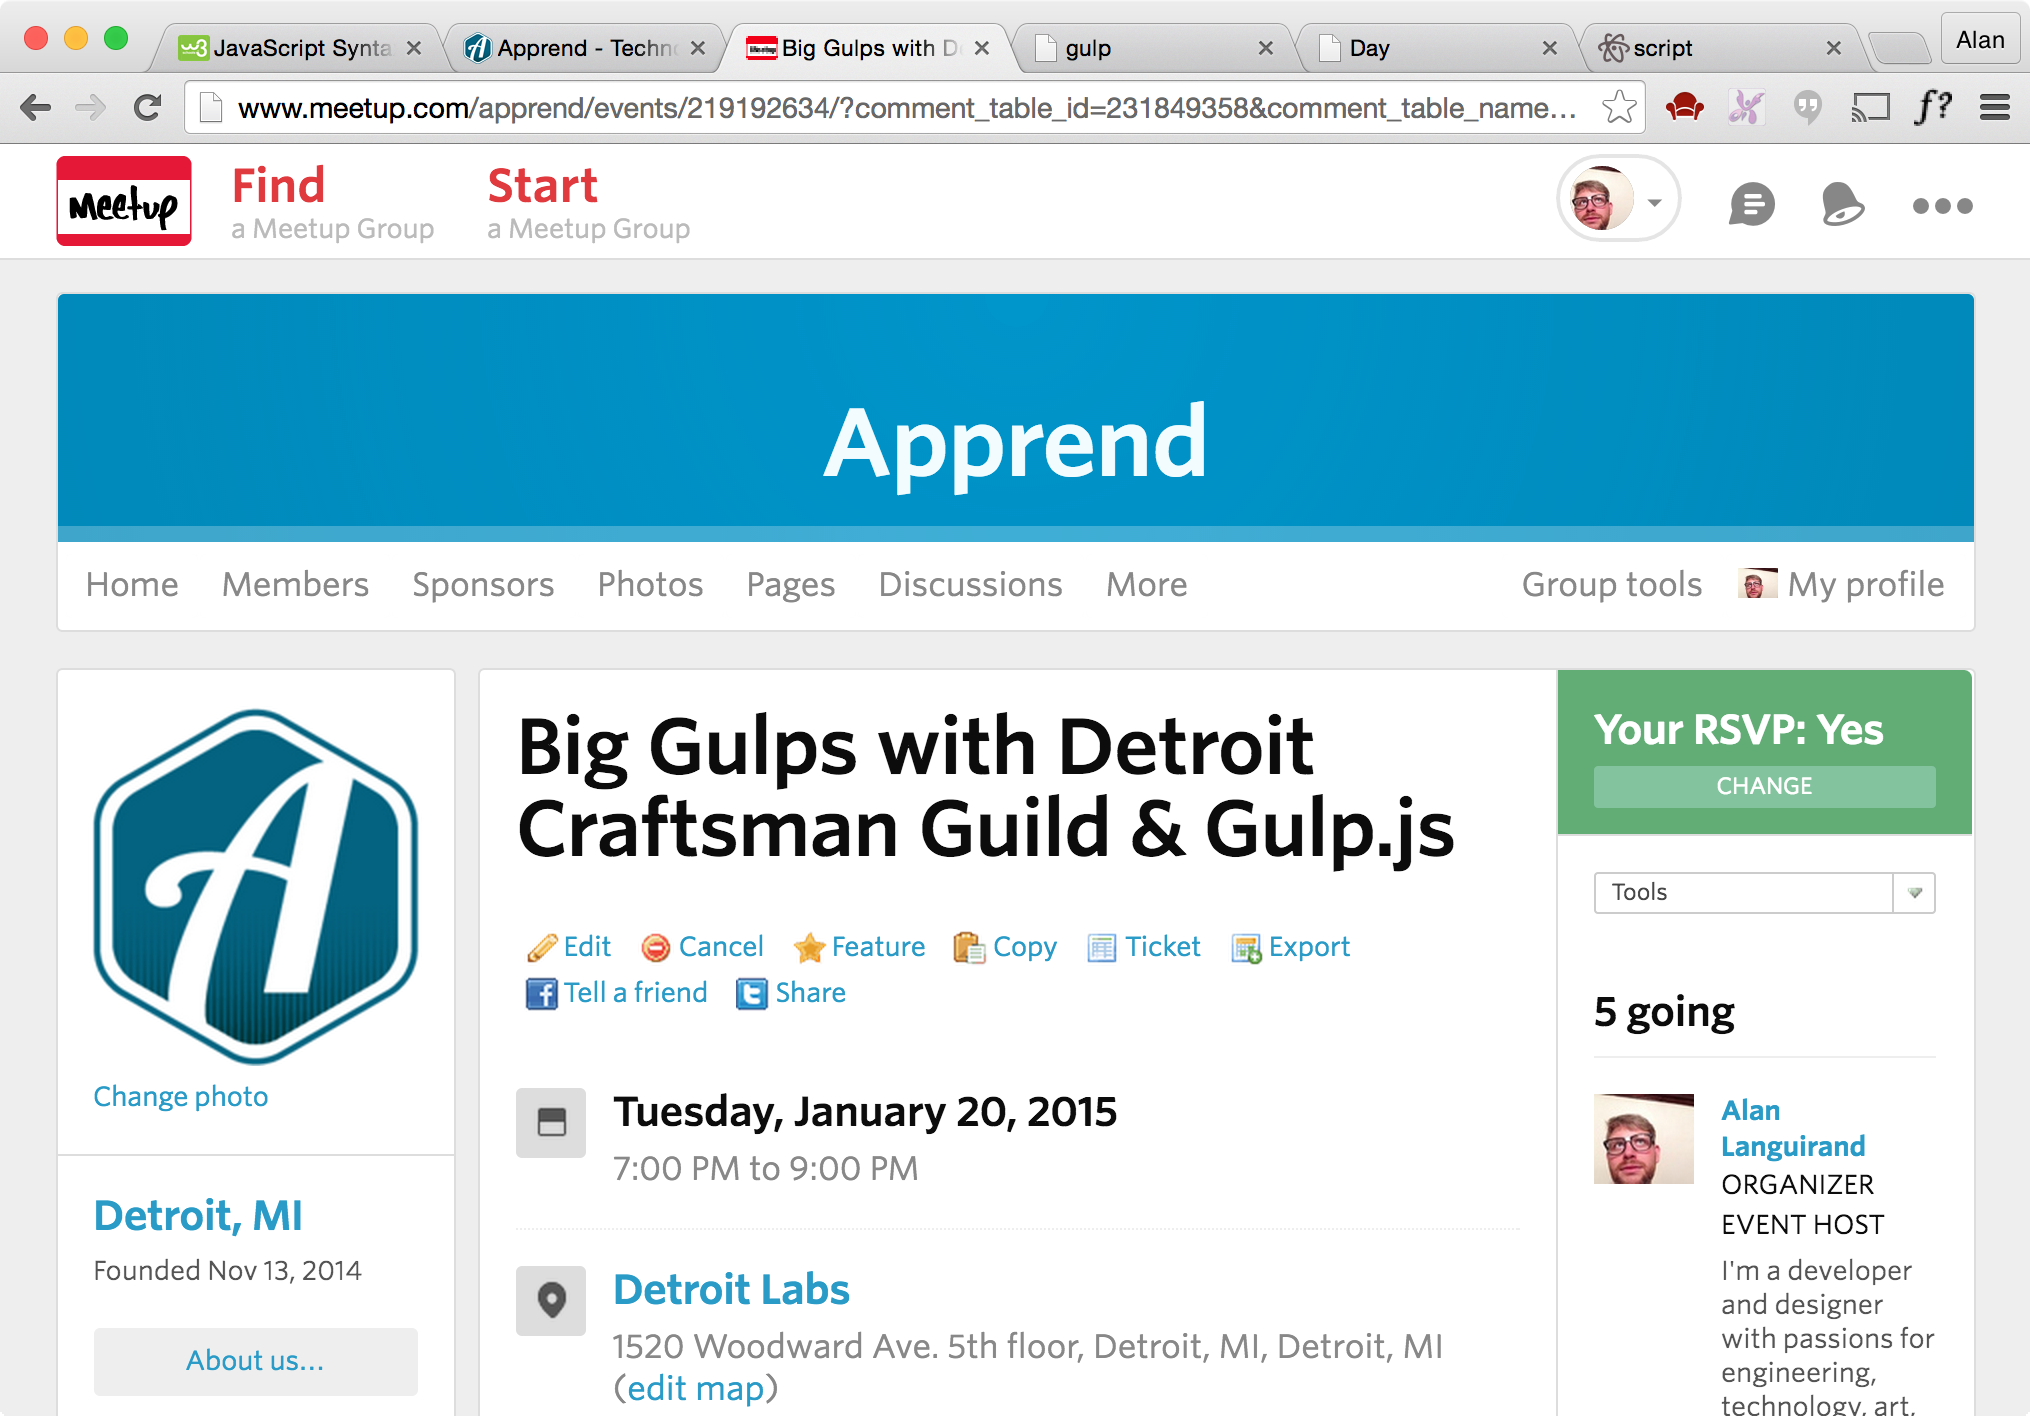 JavaScript Synta
Apprend - Techn
Big Gulps with D
gulp
Day
script
Alan
www.meetup.com/apprend/events/219192634/?comment_table_id=231849358&comment_table_name...
f?
Meetup
Find
a Meetup Group
Start
a Meetup Group
Apprend
Home
Members
Sponsors
Photos
Pages
Discussions
More
Group tools
My profile
A
Change photo
Detroit, MI
Founded Nov 13, 2014
About us...
Big Gulps with Detroit
Craftsman Guild & Gulp.js
Edit
Cancel
Feature
Copy
Ticket
Export
Tell a friend
Share
Tuesday, January 20, 2015
7:00 PM to 9:00 PM
Detroit Labs
1520 Woodward Ave. 5th floor, Detroit, MI, Detroit, MI
(edit map)
Your RSVP: Yes
CHANGE
Tools
5 going
Alan
Languirand
ORGANIZER
EVENT HOST
I'm a developer
and designer
with passions for
engineering,
technology, art,